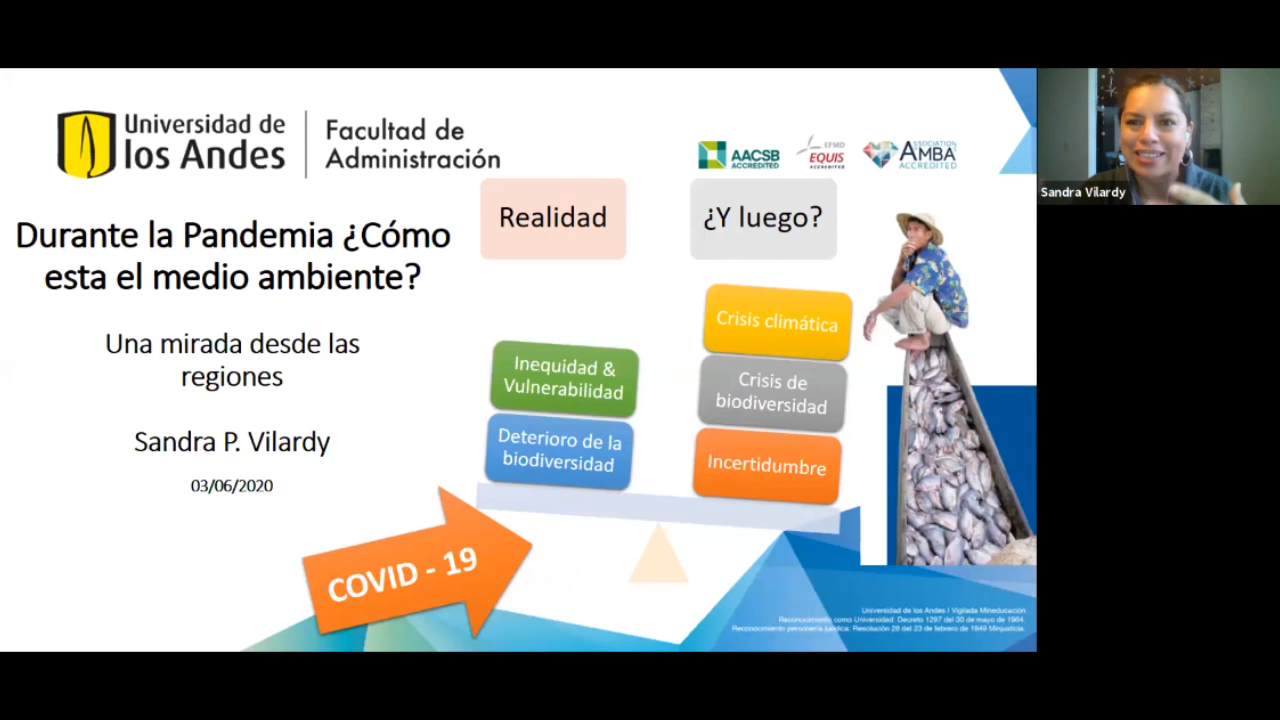 Universidad de
los Andes
Facultad de
Administración
AACSB
ACCREDITED
EFMD
EQUIS
ACCREDITED
ASSOCIATION
AMBA
ACCREDITED
Sandra Vilardy
Durante la Pandemia ¿Cómo
esta el medio ambiente?
Una mirada desde las
regiones
Sandra P. Vilardy
03/06/2020
Realidad
¿Y luego?
Inequidad &
Vulnerabilidad
Deterioro de la
biodiversidad
Crisis climática
Crisis de
biodiversidad
Incertidumbre
COVID - 19
Universidad de los Andes | Vigilada Mineducación
Reconocimiento como Universidad: Decreto 1297 del 30 de mayo de 1964.
Reconocimiento personería jurídica: Resolución 28 del 23 de febrero de 1949 Minjusticia.